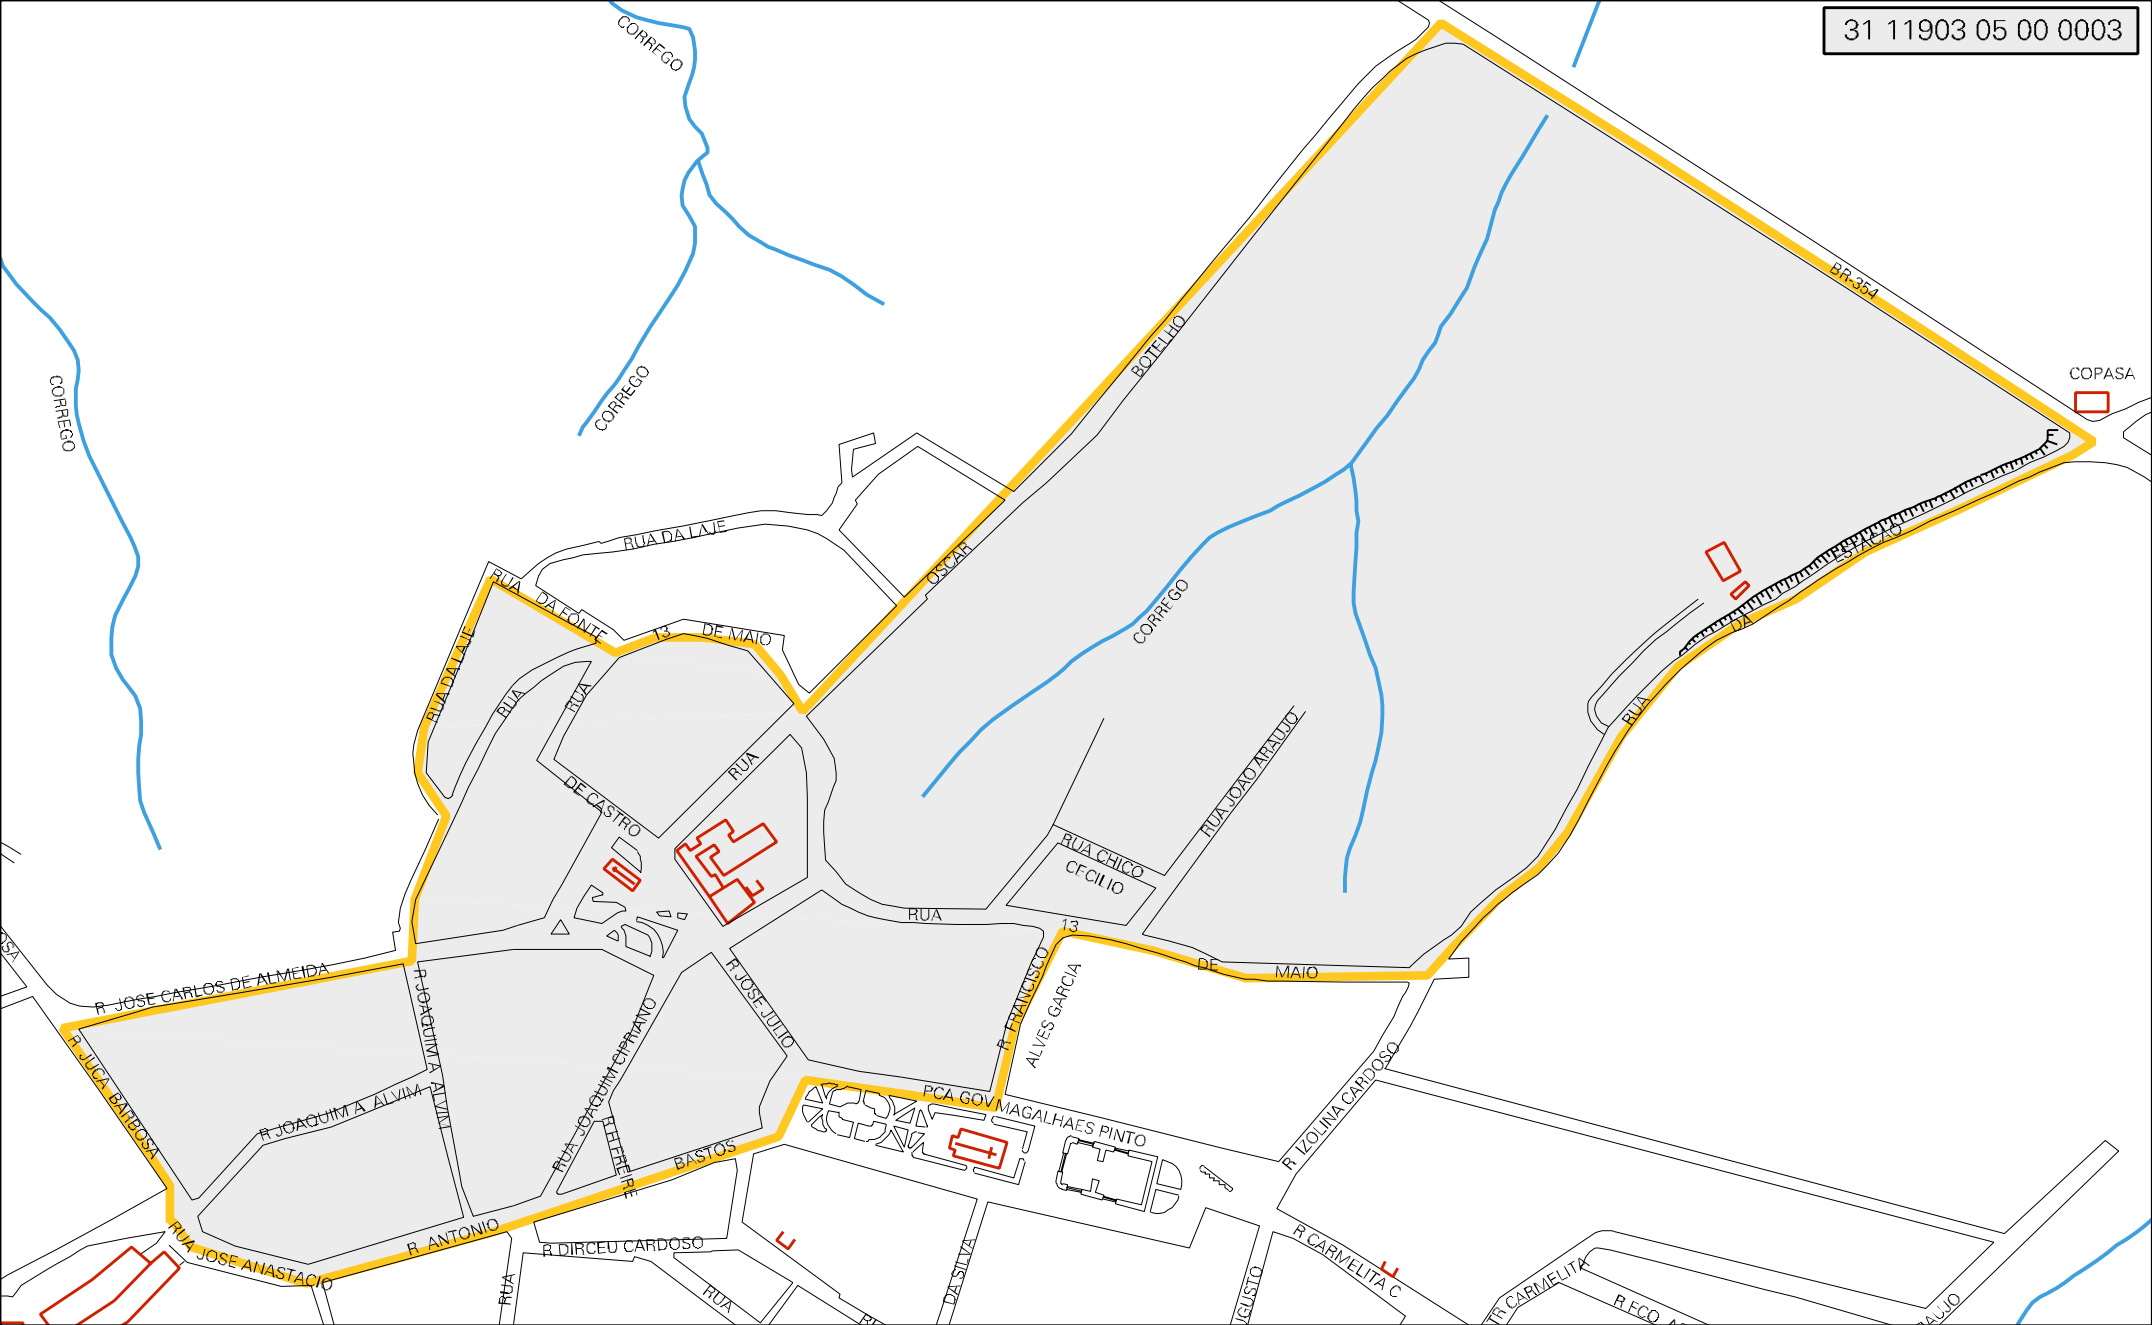 31 11903 05 00 0003
CORREGO
BR-354
BOTELHO
COPASA
CORREGO
CORREGO
RUA DA LAJE
ESTACAO
OSCAR
RUA
DA FONTE
13
DE MAIO
CORREGO
DA
RUA DA LAJE
RUA
RUA
RUA
RUA
DE CASTRO
RUA JOAO ARAUJO
RUA CHICO
CECILIO
RUA
13
DE
MAIO
R JOSE CARLOS DE ALMEIDA
R JOAQUIM A ALVIM
R JOSE JULIO
R FRANCISCO
ALVES GARCIA
RUA JOAQUIM CIPRIANO
R JUCA BARBOSA
R JOAQUIM A ALVIM
R H FREIRE
PCA GOV MAGALHAES PINTO
R IZOLINA CARDOSO
BASTOS
R ANTONIO
RUA JOSE ANASTACIO
R DIRCEU CARDOSO
RUA
RUA
DA SILVA
R CARMELITA C
TR CARMELITA
R FCO